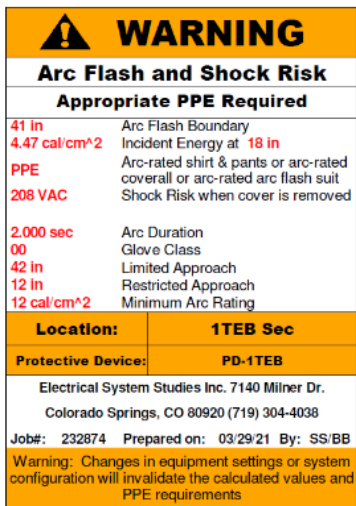 WARNING
Arc Flash and Shock Risk
Appropriate PPE Required
41 in Arc Flash Boundary
4.47 cal/cm^2 Incident Energy at 18 in
PPE Arc-rated shirt & pants or arc-rated
coverall or arc-rated arc flash suit
208 VAC Shock Risk when cover is removed
2.000 sec Arc Duration
00 Glove Class
42 in Limited Approach
12 in Restricted Approach
12 cal/cm^2 Minimum Arc Rating
Location: 1TEB Sec
Protective Device: PD-1TEB
Electrical System Studies Inc. 7140 Milner Dr.
Colorado Springs, CO 80920 (719) 304-4038
Job#: 232874 Prepared on: 03/29/21 By: SS/BB
Warning: Changes in equipment settings or system
configuration will invalidate the calculated values and
PPE requirements